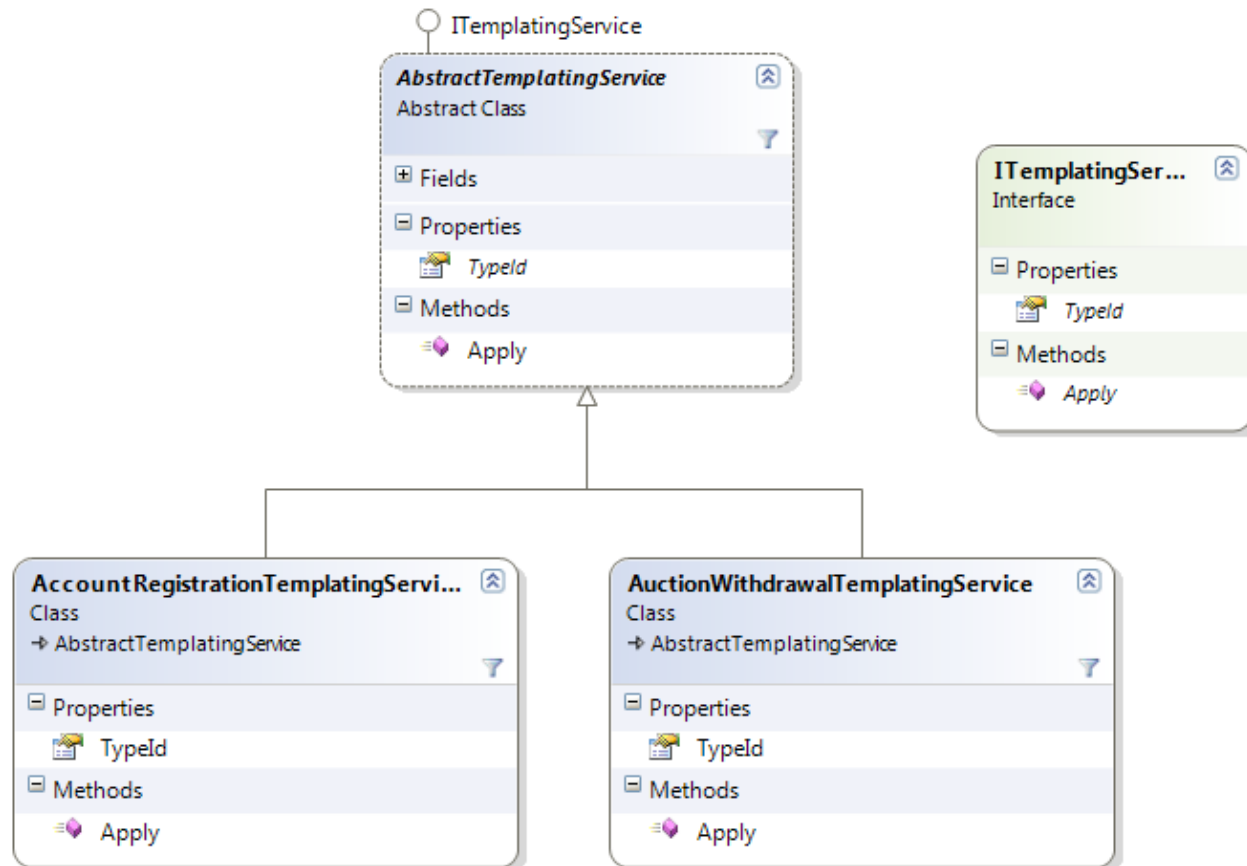 ITemplatingService
AbstractTemplatingService
Abstract Class
Fields
Properties
TypeId
Methods
Apply
ITemplatingSer...
Interface
Properties
TypeId
Methods
Apply
AccountRegistrationTemplatingServi...
Class
AbstractTemplatingService
Properties
TypeId
Methods
Apply
AuctionWithdrawalTemplatingService
Class
AbstractTemplatingService
Properties
TypeId
Methods
Apply